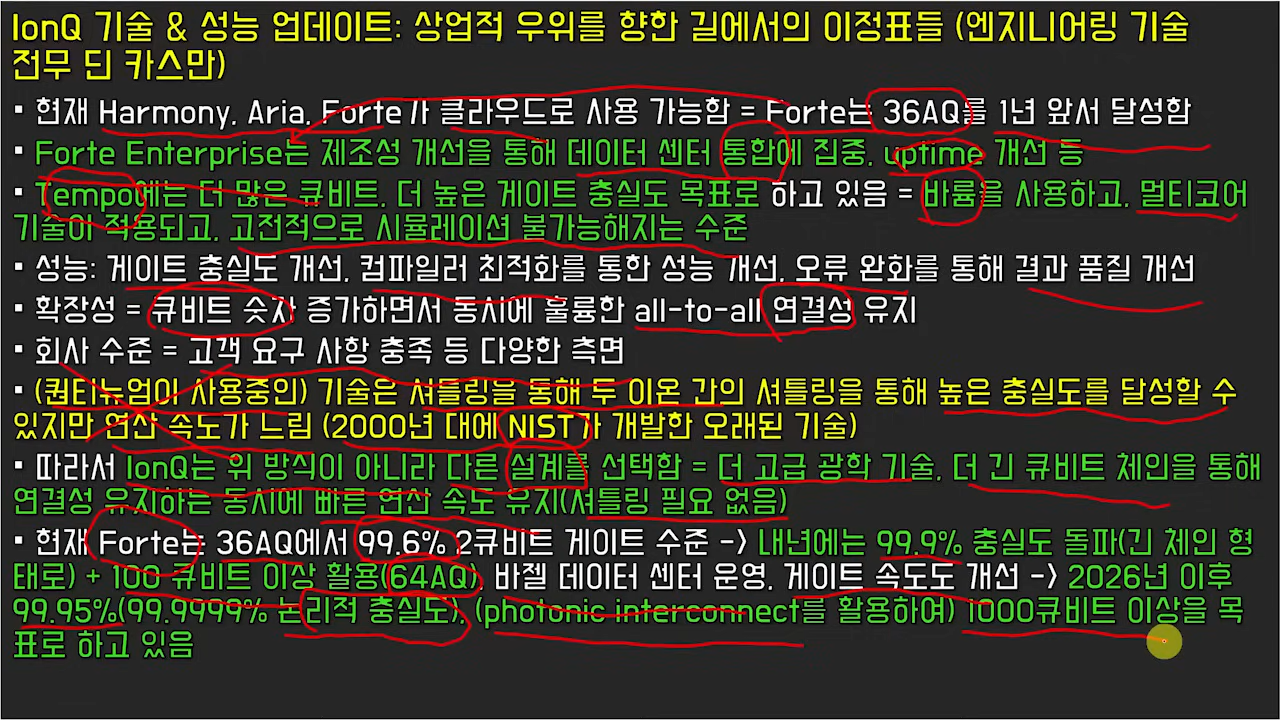 IonQ 기술 & 성능 업데이트: 상업적 우위를 향한 길에서의 이정표들 (엔지니어링 기술
전무 딘 카스만)
▪ 현재 Harmony, Aria, Forte가 클라우드로 사용 가능함 = Forte는 36AQ를 1년 앞서 달성함
▪ Forte Enterprise는 제조성 개선을 통해 데이터 센터 통합에 집중, uptime 개선 등
▪ Tempo에는 더 많은 큐비트, 더 높은 게이트 충실도 목표로 하고 있음 = 바륨을 사용하고, 멀티코어
기술이 적용되고, 고전적으로 시뮬레이션 불가능해지는 수준
▪ 성능: 게이트 충실도 개선, 컴파일러 최적화를 통한 성능 개선, 오류 완화를 통해 결과 품질 개선
▪ 확장성 = 큐비트 숫자 증가하면서 동시에 훌륭한 all-to-all 연결성 유지
▪ 회사 수준 = 고객 요구 사항 충족 등 다양한 측면
▪ (퀀티뉴엄이 사용중인) 기술은 셔틀링을 통해 두 이온 간의 셔틀링을 통해 높은 충실도를 달성할 수
있지만 연산 속도가 느림 (2000년 대에 NIST가 개발한 오래된 기술)
▪ 따라서 IonQ는 위 방식이 아니라 다른 설계를 선택함 = 더 고급 광학 기술, 더 긴 큐비트 체인을 통해
연결성 유지하는 동시에 빠른 연산 속도 유지(셔틀링 필요 없음)
▪ 현재 Forte는 36AQ에서 99.6% 2큐비트 게이트 수준 -> 내년에는 99.9% 충실도 돌파(긴 체인 형
태로) + 100 큐비트 이상 활용(64AQ), 바젤 데이터 센터 운영, 게이트 속도도 개선 -> 2026년 이후
99.95%(99.9999% 논리적 충실도), (photonic interconnect를 활용하여) 1000큐비트 이상을 목
표로 하고 있음